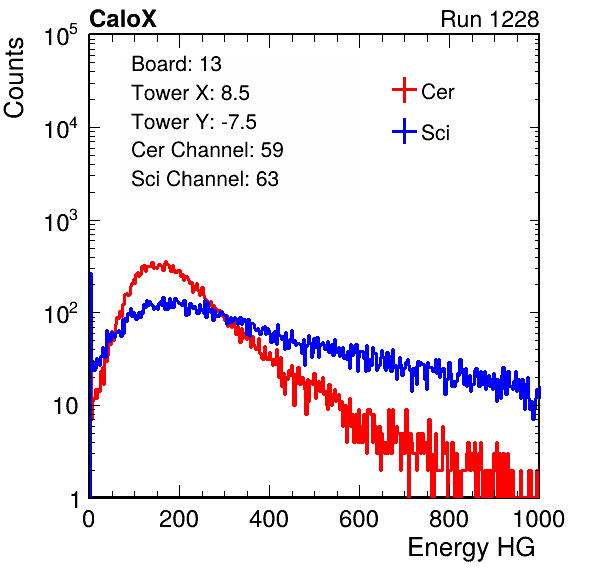 CaloX Run 1228
Counts
10^5
10^4
10^3
10^2
10
1
Board: 13
Tower X: 8.5
Tower Y: -7.5
Cer Channel: 59
Sci Channel: 63
Cer
Sci
0 200 400 600 800 1000
Energy HG